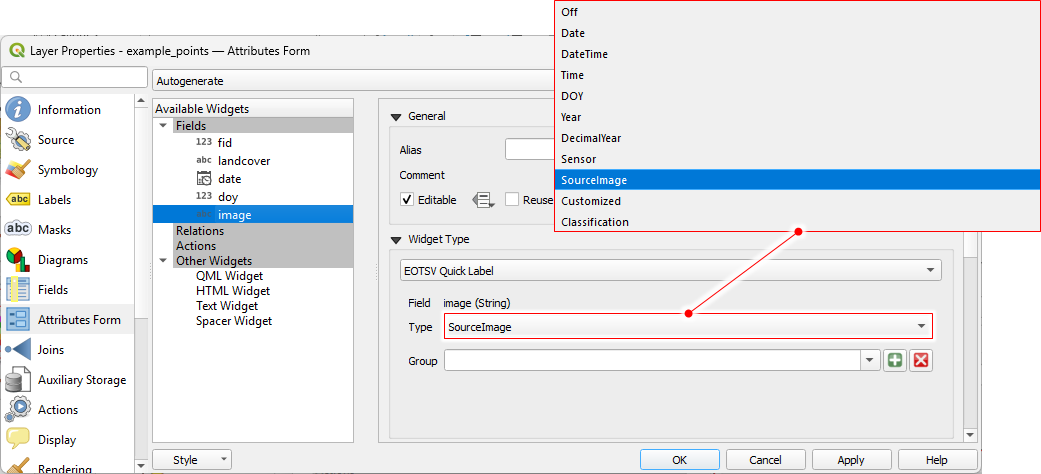 Off
Date
DateTime
Time
DOY
Year
DecimalYear
Sensor
SourceImage
Customized
Classification
Layer Properties - example_points — Attributes Form
Autogenerate
Information
Source
Symbology
Labels
Masks
Diagrams
Fields
Attributes Form
Joins
Auxiliary Storage
Actions
Display
Rendering
Available Widgets
Fields
123 fid
abc landcover
date
123 doy
abc image
Relations
Actions
Other Widgets
QML Widget
HTML Widget
Text Widget
Spacer Widget
General
Alias
Comment
Editable
Reuse
Widget Type
EOTSV Quick Label
Field image (String)
Type SourceImage
Group
Style
OK
Cancel
Apply
Help